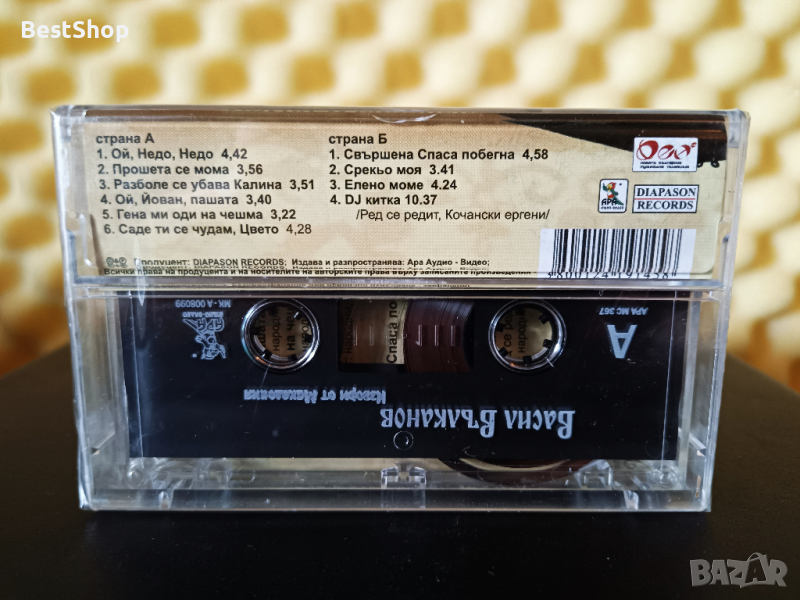 BestShop
страна А
1. Ой, Недо, Недо 4,42
2. Прошета се мома 3,56
3. Разболе се убава Калина 3,51
4. Ой, Йован, пашата 3,40
5. Гена ми оди на чешма 3,22
6. Саде ти се чудам, Цвето 4,28
страна Б
1. Свършена Спаса побегна 4,58
2. Срекьо моя 3.41
3. Елено моме 4.24
4. DJ китка 10.37
/Ред се редит, Кочански ергени/
АРА
DIAPASON
RECORDS
Продуцент: DIAPASON RECORDS; Издава и разпространява: Ара Аудио - Видео;
Всички права на продуцента и на носителите на авторските права върху записаните произведения
МК - А 008099
АРА МС 367
А
Спаса по
Извори от Македония
Васил Вълканов
BAZAR